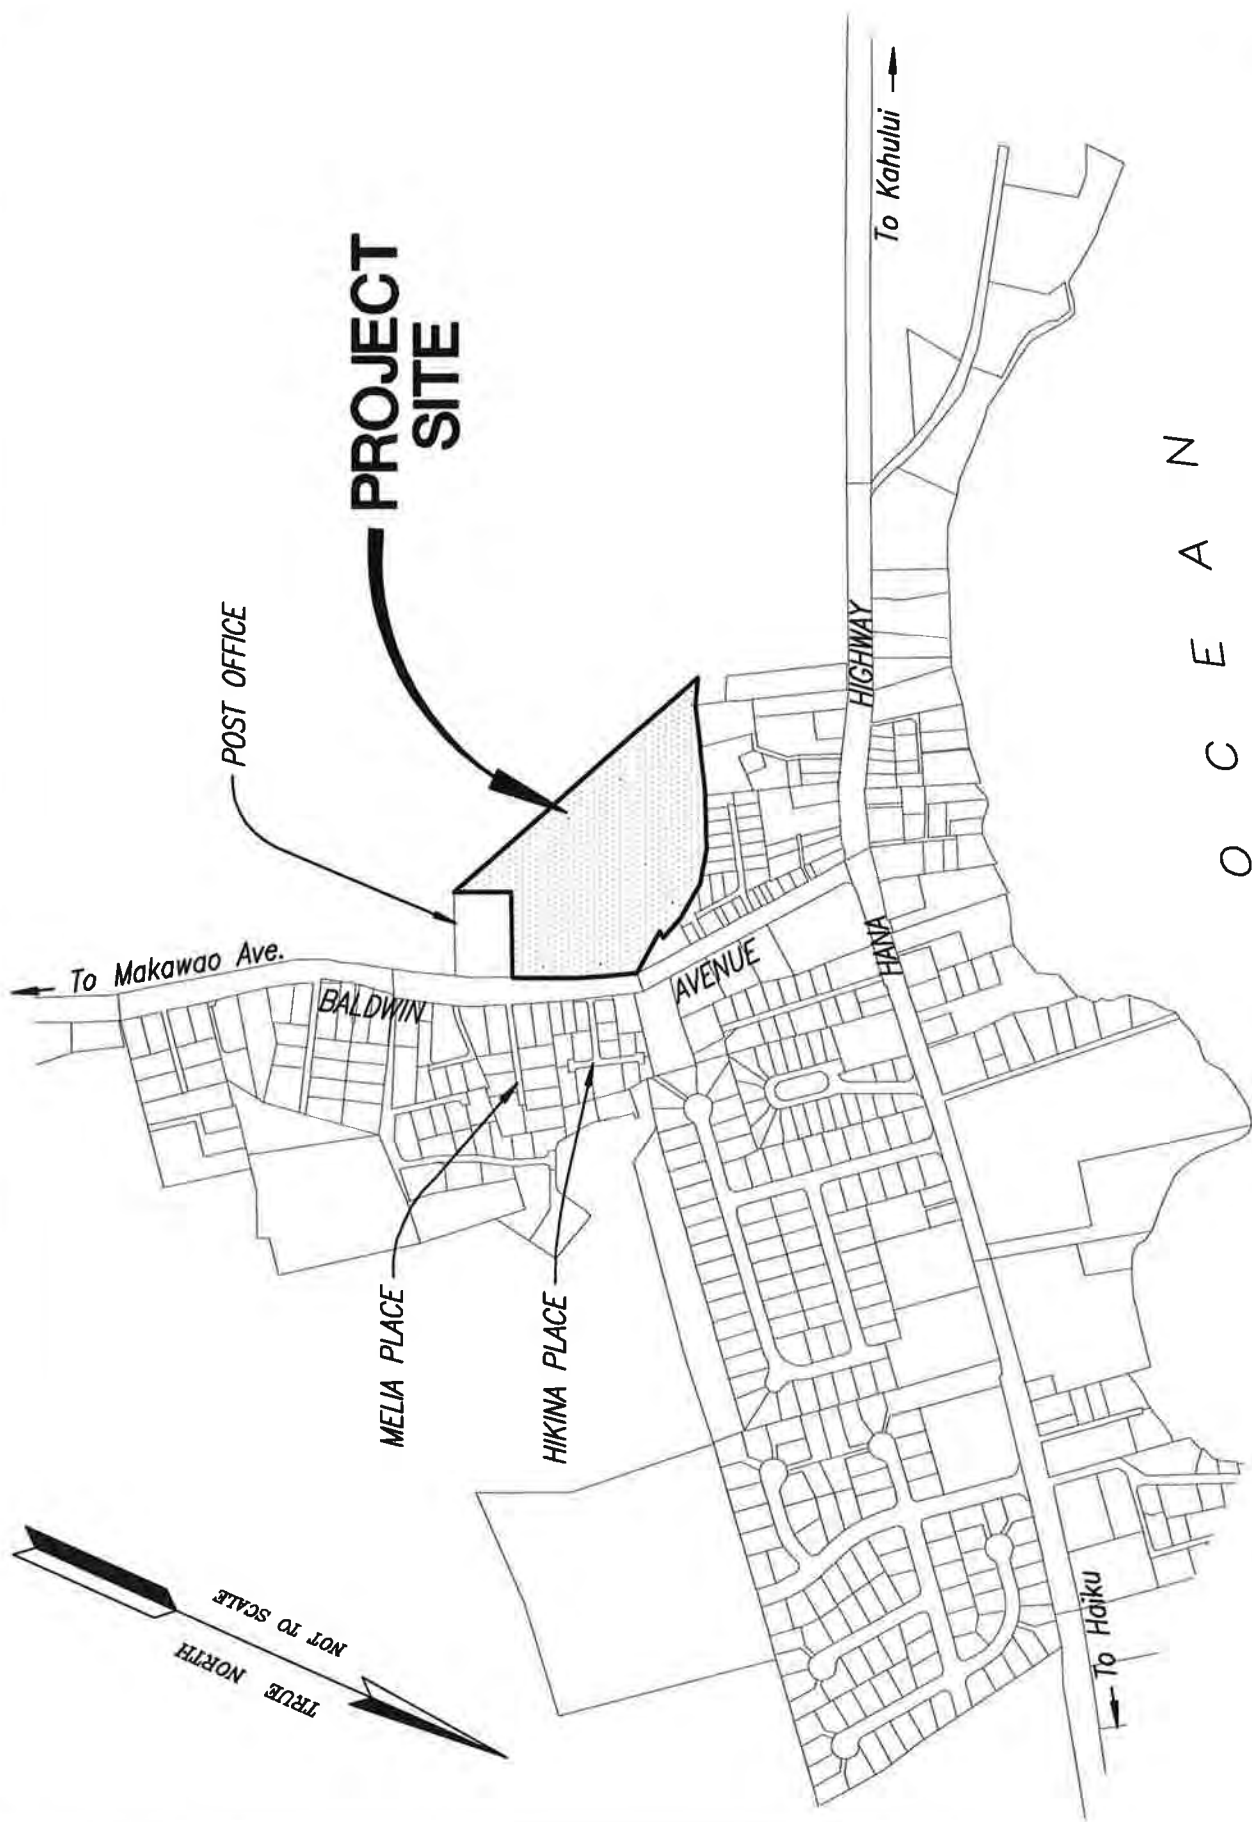 PROJECT
SITE
POST OFFICE
To Makawao Ave.
BALDWIN
AVENUE
HANA
HIGHWAY
To Kahului
MELIA PLACE
HIKINA PLACE
To Haiku
OCEAN
TRUE NORTH
NOT TO SCALE